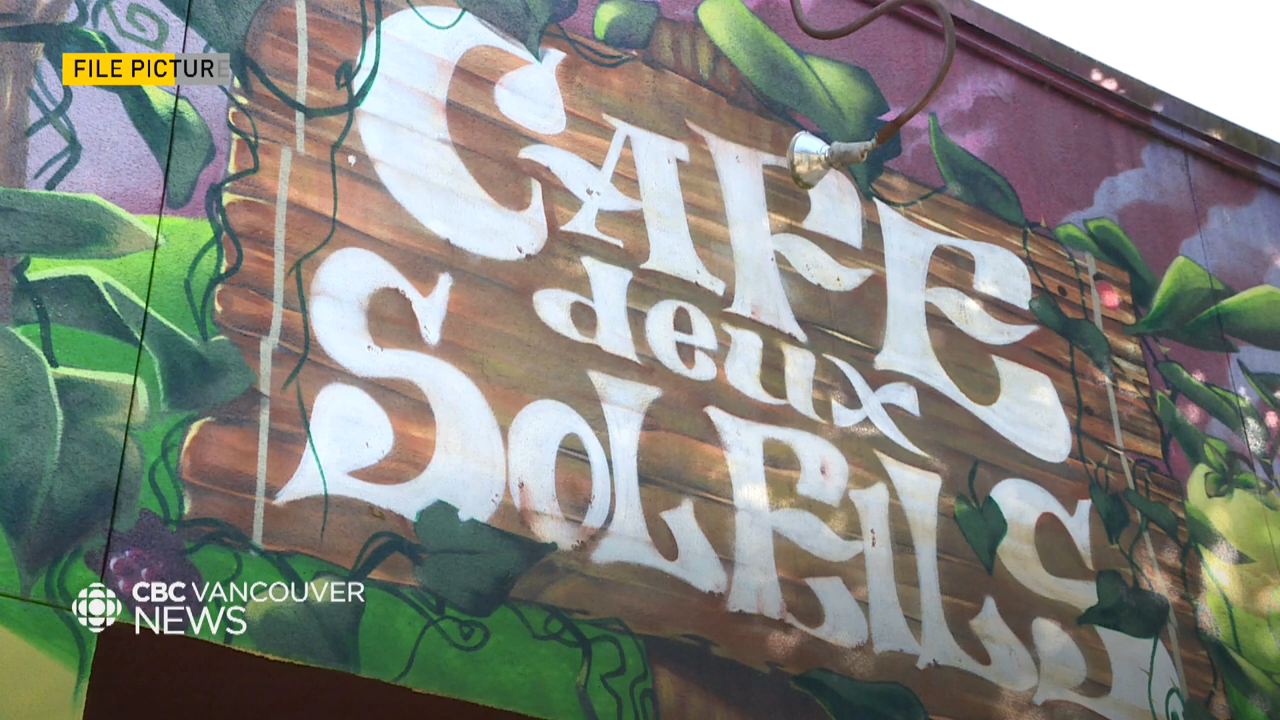 FILE PICTURE
CAFE
deux
SOLEILS
CBC VANCOUVER
NEWS